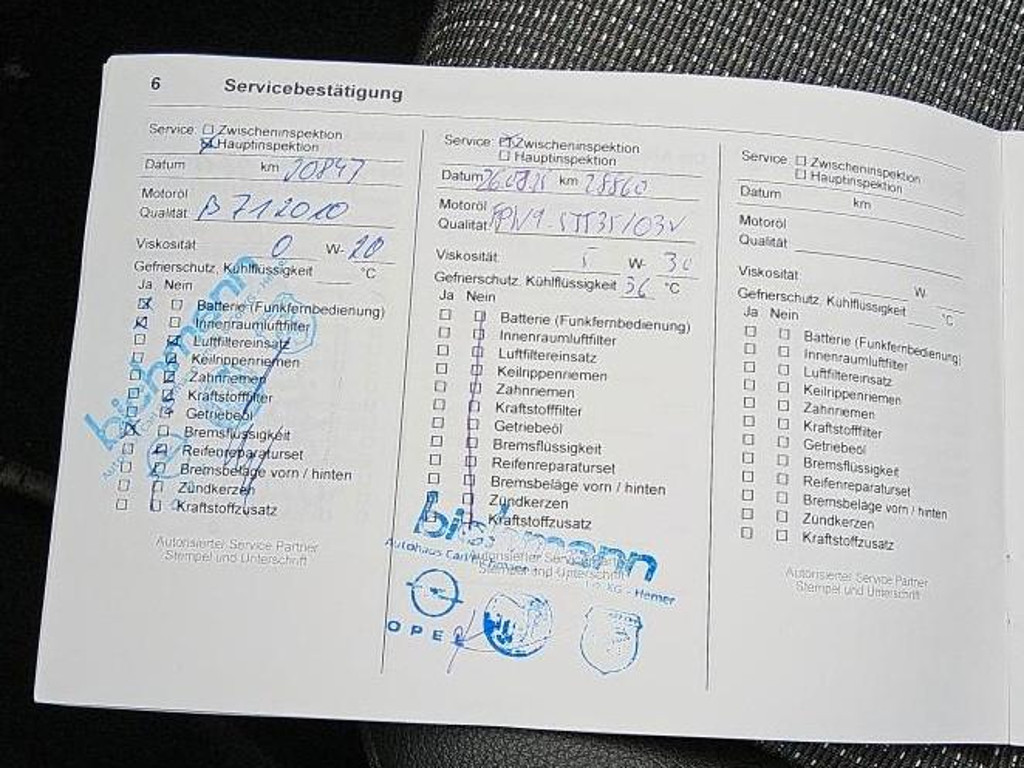 6 Servicebestätigung
Service: Zwischeninspektion
Hauptinspektion
Datum km 20847
Motoröl
Qualität B 712010
Viskosität 0 W- 20
Gefrierschutz, Kühlflüssigkeit °C
Ja Nein
Batterie (Funkfernbedienung)
Innenraumluftfilter
Luftfiltereinsatz
Keilrippenriemen
Zahnriemen
Kraftstofffilter
Getriebeöl
Bremsflüssigkeit
Reifenreparaturset
Bremsbeläge vorn / hinten
Zündkerzen
Kraftstoffzusatz
Autorisierter Service Partner
Stempel und Unterschrift
Service: Zwischeninspektion
Hauptinspektion
Datum km 28860
Motoröl
Qualität:
Viskosität 5 W- 30
Gefrierschutz, Kühlflüssigkeit 36 °C
Ja Nein
Batterie (Funkfernbedienung)
Innenraumluftfilter
Luftfiltereinsatz
Keilrippenriemen
Zahnriemen
Kraftstofffilter
Getriebeöl
Bremsflüssigkeit
Reifenreparaturset
Bremsbeläge vorn / hinten
Zündkerzen
Kraftstoffzusatz
Autorisierter Service
Stempel und Unterschrift
Autohaus KG - Hemer
OPEL
Service: Zwischeninspektion
Hauptinspektion
Datum km
Motoröl
Qualität
Viskosität W-
Gefrierschutz, Kühlflüssigkeit °C
Ja Nein
Batterie (Funkfernbedienung)
Innenraumluftfilter
Luftfiltereinsatz
Keilrippenriemen
Zahnriemen
Kraftstofffilter
Getriebeöl
Bremsflüssigkeit
Reifenreparaturset
Bremsbeläge vorn / hinten
Zündkerzen
Kraftstoffzusatz
Autorisierter Service Partner
Stempel und Unterschrift